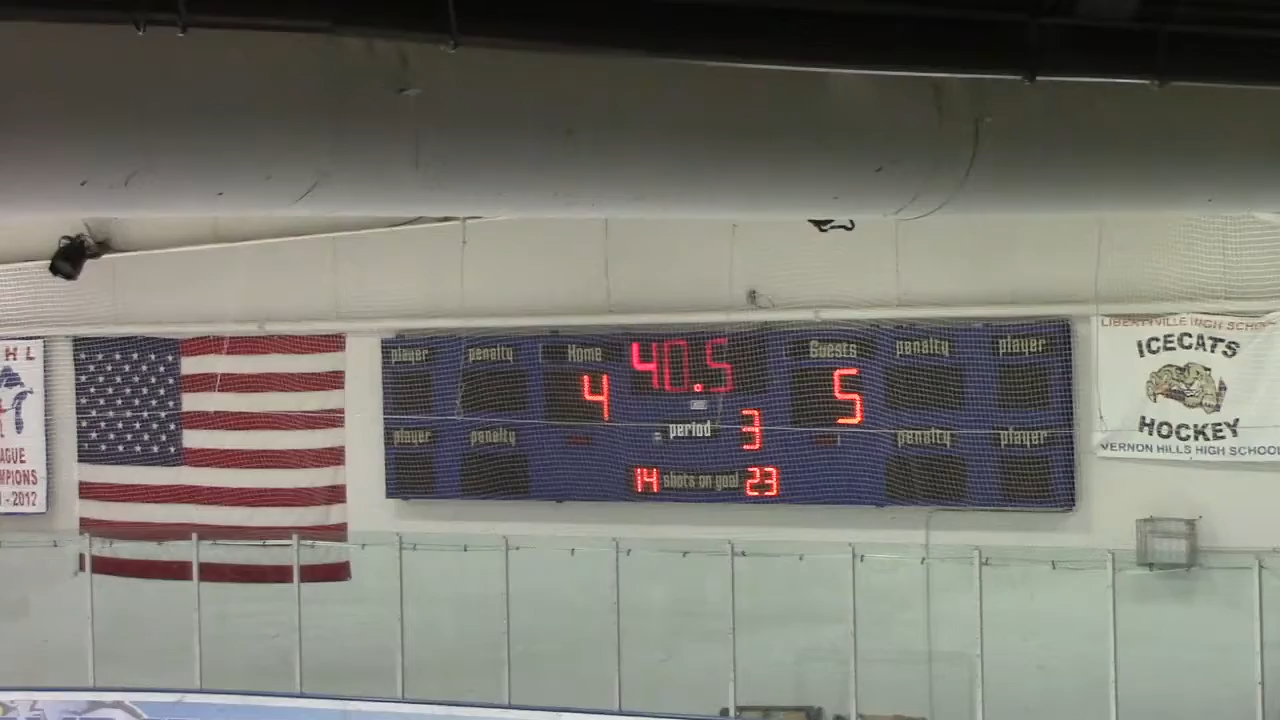 H L
AGUE
MPIONS
- 2012
player penalty Home 40.5 Guests penalty player
4 5
player penalty period 3 penalty player
14 shots on goal 23
LIBERTYVILLE HIGH SCHO
ICECATS
HOCKEY
VERNON HILLS HIGH SCHOOL